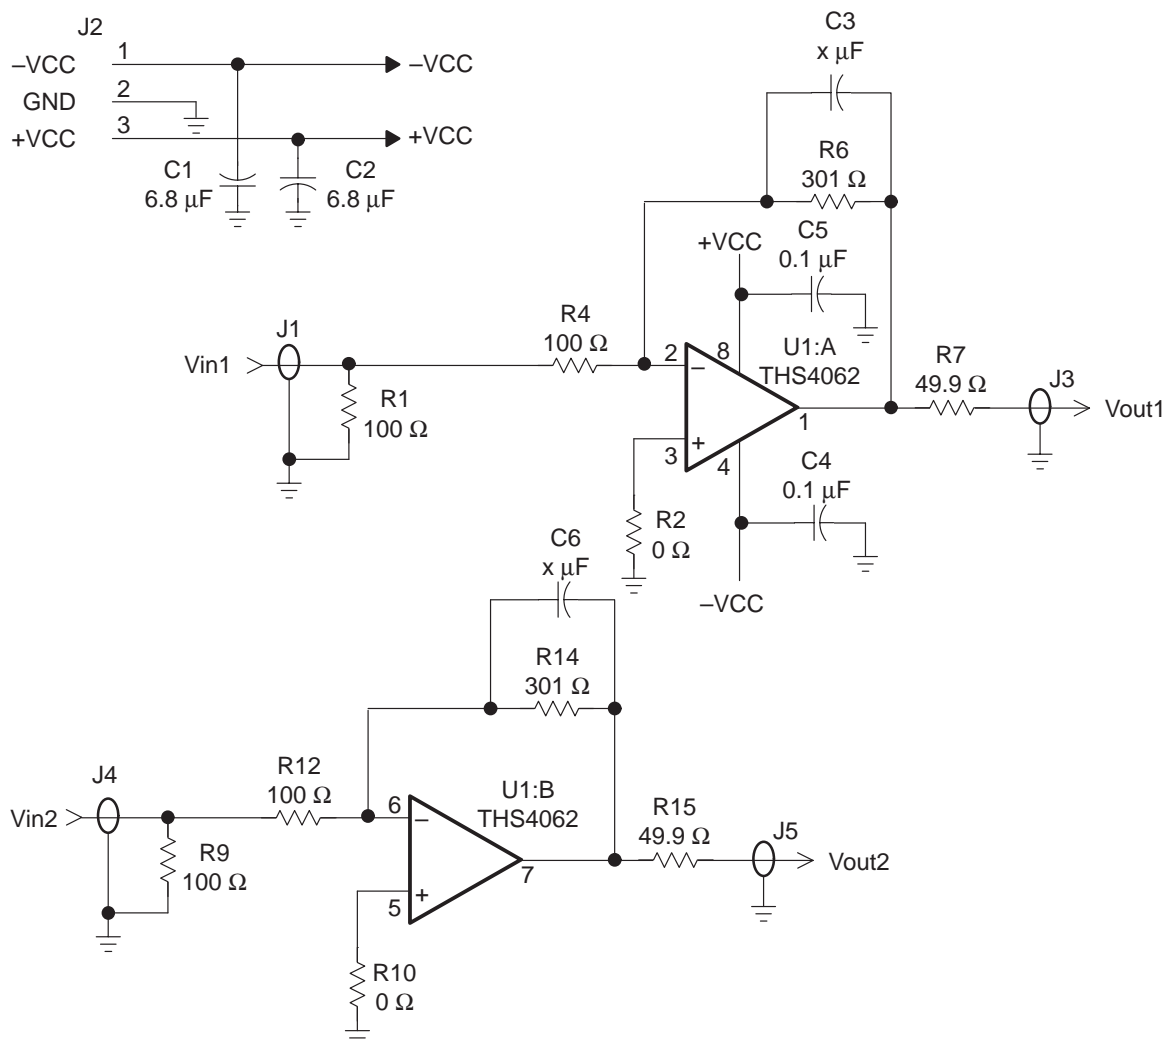 J2
1
–VCC
–VCC
2
GND
3
+VCC
+VCC
C1
6.8 μF
C2
6.8 μF
C3
x μF
R6
301 Ω
C5
0.1 μF
+VCC
R4
100 Ω
J1
Vin1
R1
100 Ω
2
–
8
U1:A
THS4062
3
+
4
1
R7
49.9 Ω
J3
Vout1
C4
0.1 μF
R2
0 Ω
–VCC
C6
x μF
R14
301 Ω
R12
100 Ω
J4
Vin2
R9
100 Ω
6
–
U1:B
THS4062
5
+
7
R15
49.9 Ω
J5
Vout2
R10
0 Ω